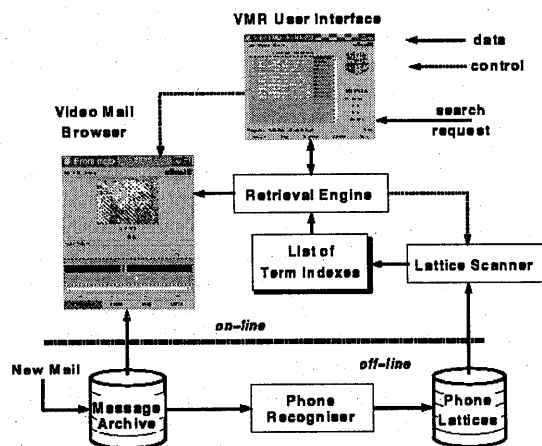 VMR User Interface
data
control
search
request
Video Mail
Browser
Retrieval Engine
List of
Term Indexes
Lattice Scanner
on-line
off-line
New Mail
Message
Archive
Phone
Recogniser
Phone
Lattices